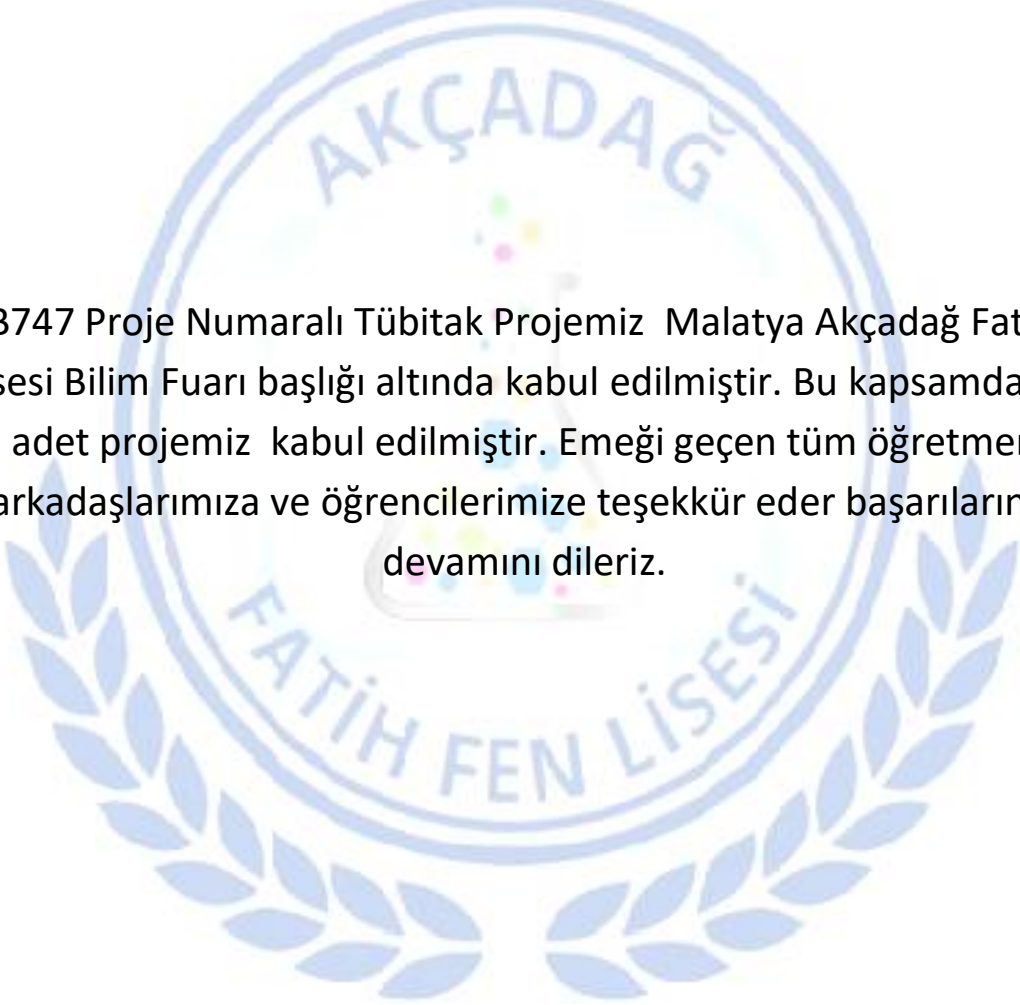 AKÇADAĞ
3747 Proje Numaralı Tübitak Projemiz Malatya Akçadağ Fat
sesi Bilim Fuarı başlığı altında kabul edilmiştir. Bu kapsamda
adet projemiz kabul edilmiştir. Emeği geçen tüm öğretmen
arkadaşlarımıza ve öğrencilerimize teşekkür eder başarıların
devamını dileriz.
FATİH FEN LİSESİ